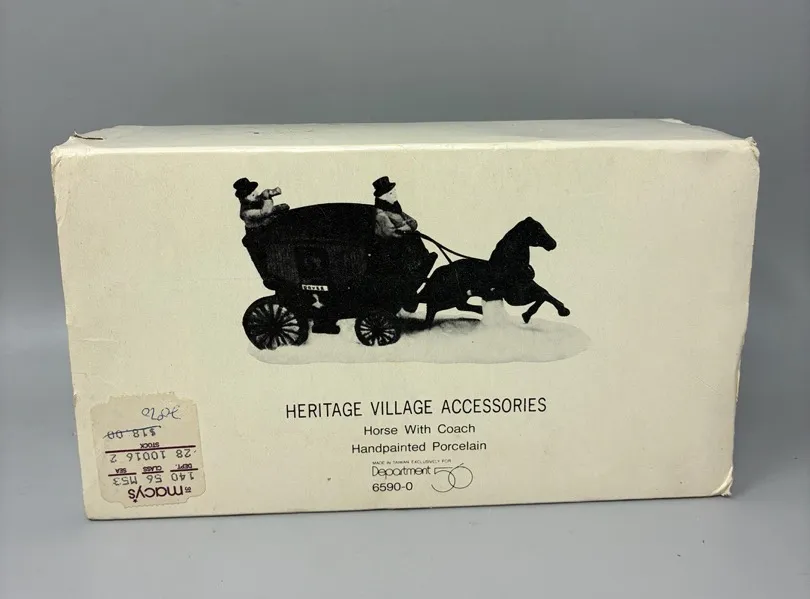 HERITAGE VILLAGE ACCESSORIES
Horse With Coach
Handpainted Porcelain
MADE IN TAIWAN EXCLUSIVELY FOR
Department 56
6590-0
macy's
DEPT. CLASS SEA
140 56 M53
STOCK
28 10016 2
$18.00